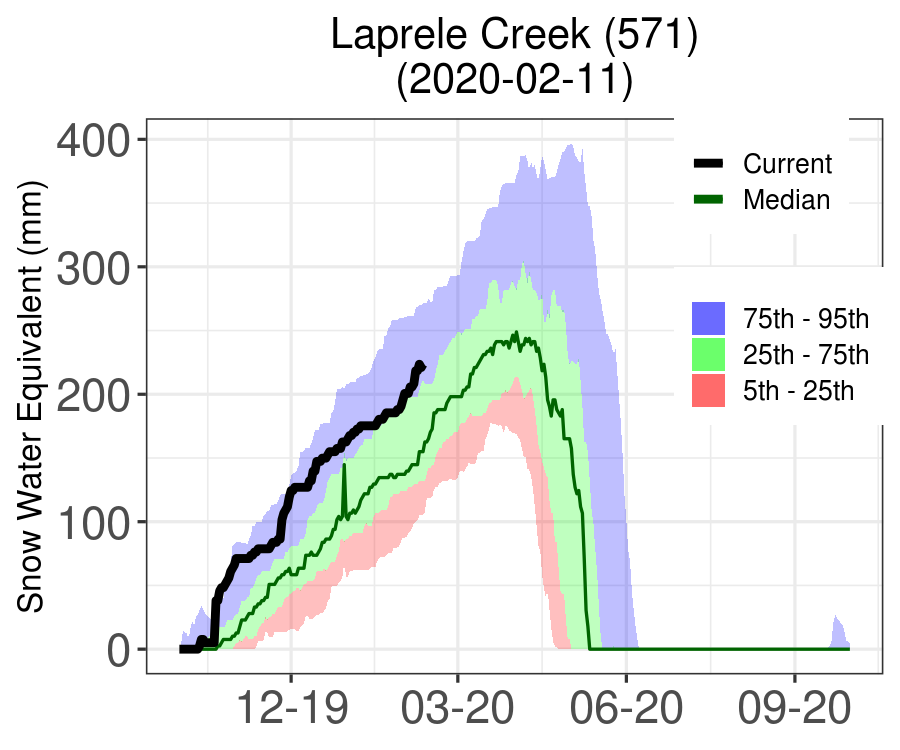 Laprele Creek (571)
(2020-02-11)
Snow Water Equivalent (mm)
400
300
200
100
0
12-19
03-20
06-20
09-20
Current
Median
75th - 95th
25th - 75th
5th - 25th